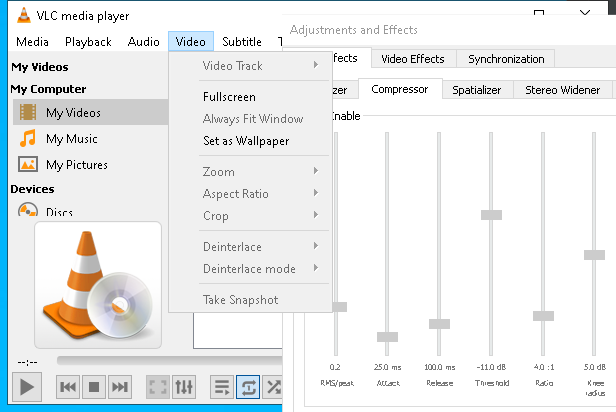 VLC media player
Media Playback Audio Video Subtitle
My Videos
My Computer
My Videos
My Music
My Pictures
Devices
Discs
--:--
Video Track
Fullscreen
Always Fit Window
Set as Wallpaper
Zoom
Aspect Ratio
Crop
Deinterlace
Deinterlace mode
Take Snapshot
Adjustments and Effects
Video Effects Synchronization
Compressor Spatializer Stereo Widener
Enable
0.2 25.0 ms 100.0 ms -11.0 dB 4.0 :1 5.0 dB
RMS/peak Attack Release Threshold Ratio Knee
radius